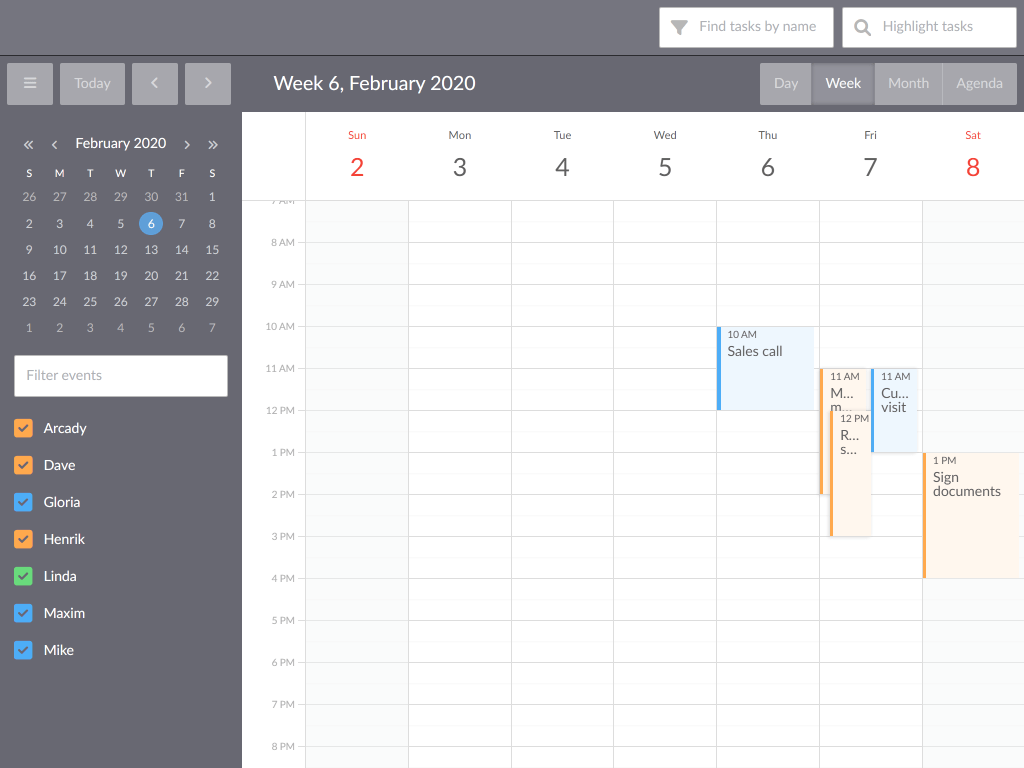 Find tasks by name
Highlight tasks
Today
Week 6, February 2020
Day
Week
Month
Agenda
February 2020
S M T W T F S
26 27 28 29 30 31 1
2 3 4 5 6 7 8
9 10 11 12 13 14 15
16 17 18 19 20 21 22
23 24 25 26 27 28 29
1 2 3 4 5 6 7
Filter events
Arcady
Dave
Gloria
Henrik
Linda
Maxim
Mike
Sun Mon Tue Wed Thu Fri Sat
2 3 4 5 6 7 8
7 AM
8 AM
9 AM
10 AM
11 AM
12 PM
1 PM
2 PM
3 PM
4 PM
5 PM
6 PM
7 PM
8 PM
10 AM
Sales call
11 AM
M...
m...
12 PM
R...
s...
11 AM
Cu...
visit
1 PM
Sign
documents